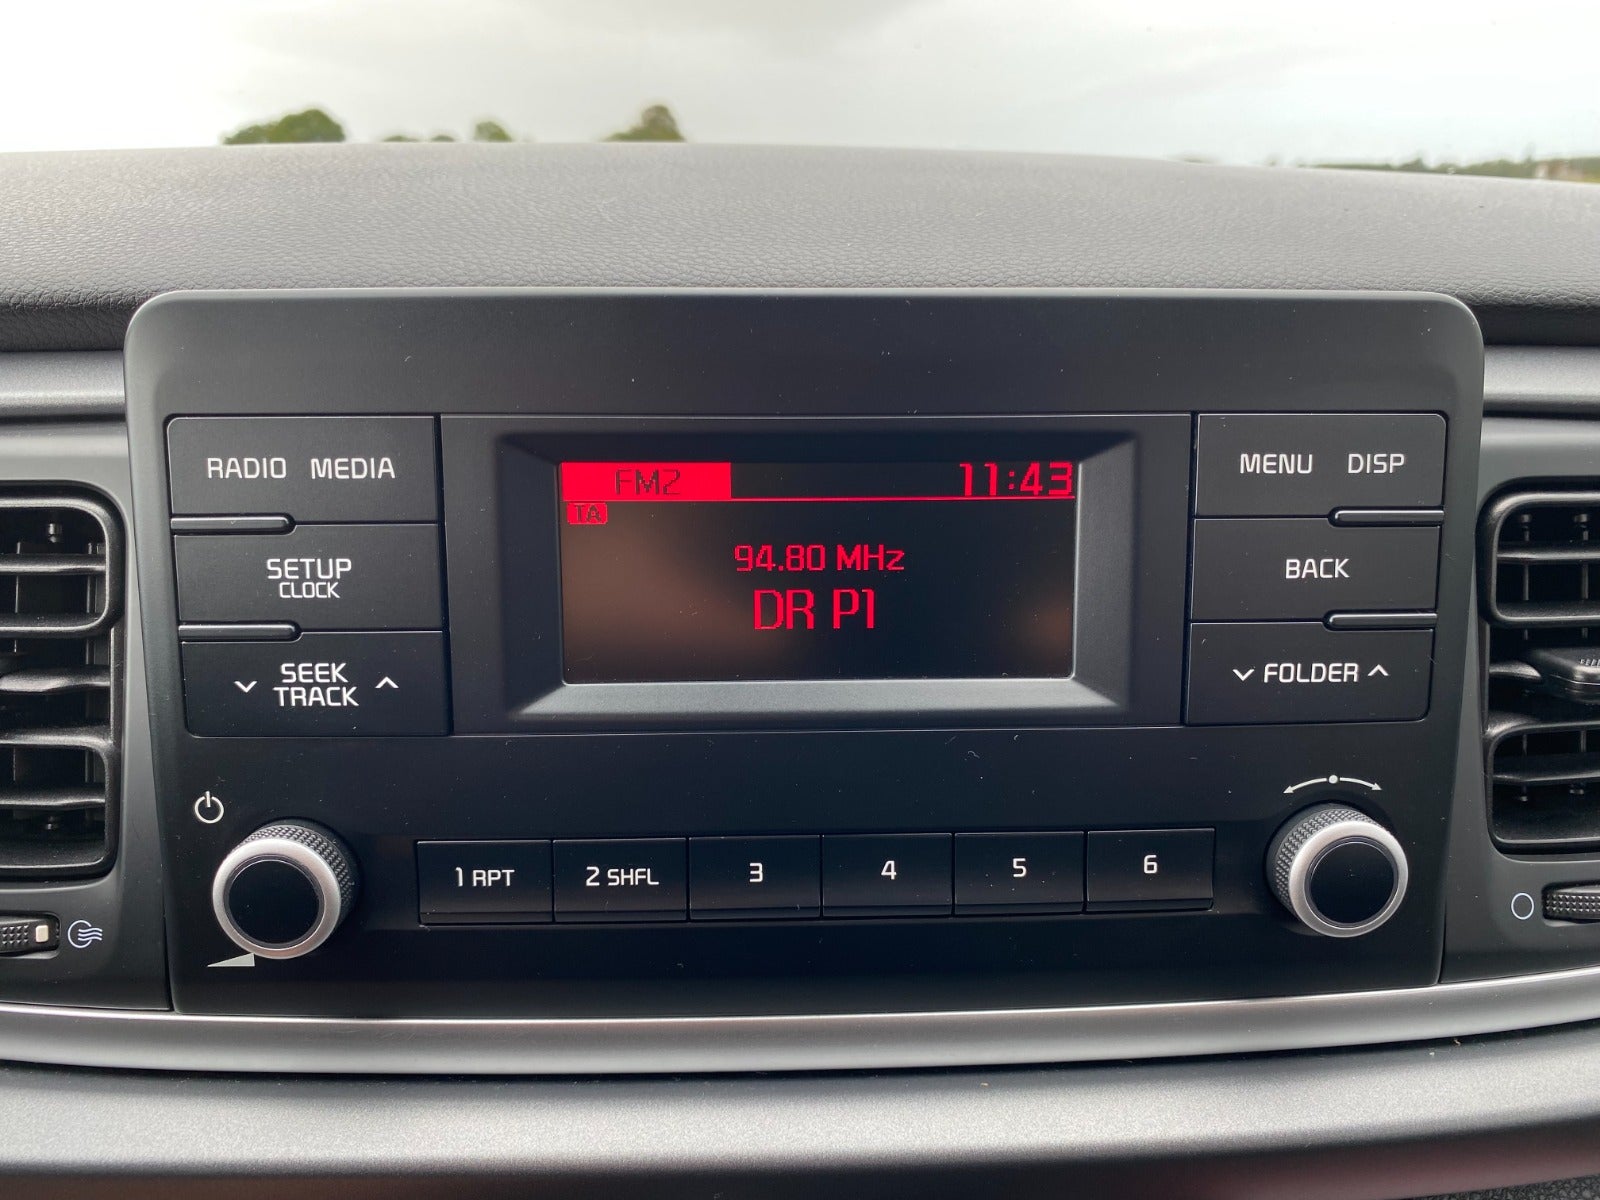 RADIO MEDIA
SETUP
CLOCK
SEEK
TRACK
FM2 11:43
TA
94.80 MHz
DR P1
MENU DISP
BACK
FOLDER
1 RPT 2 SHFL 3 4 5 6